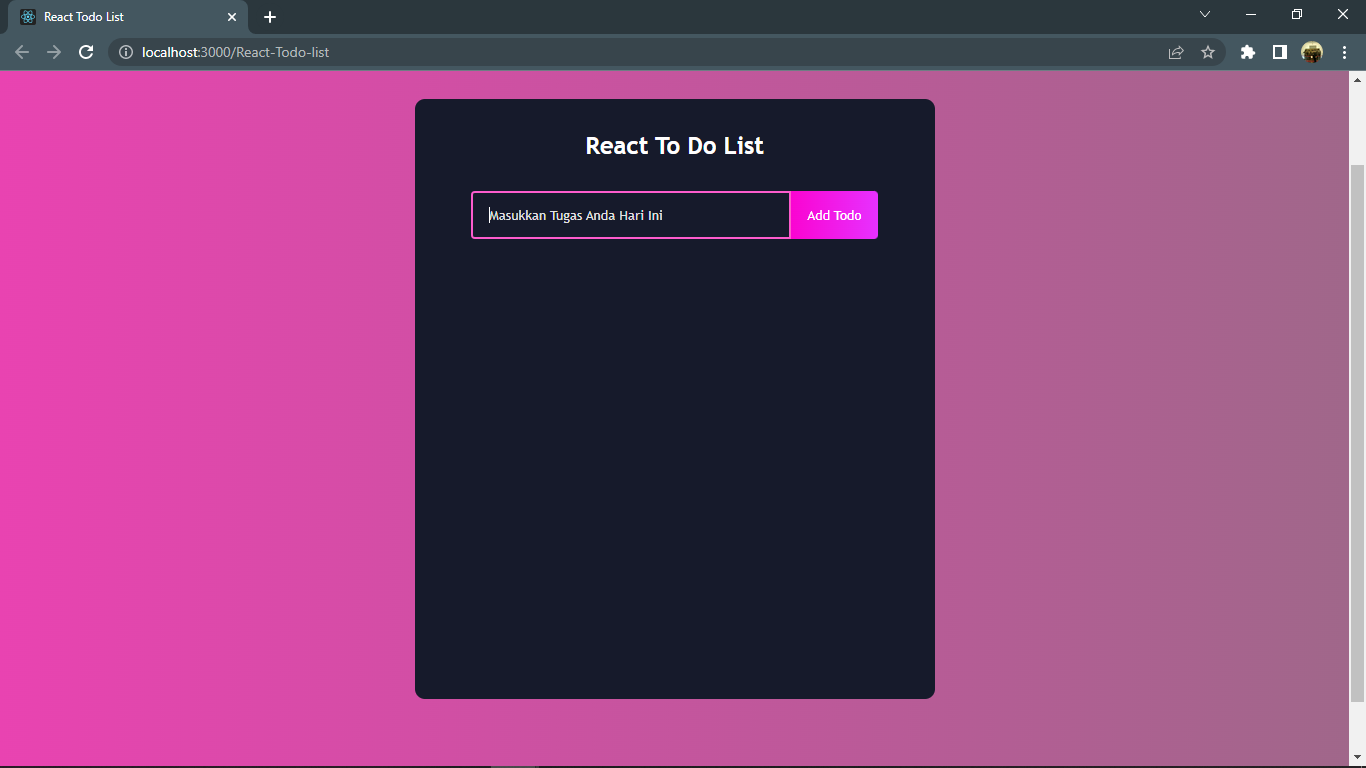 React Todo List
localhost:3000/React-Todo-list
React To Do List
Masukkan Tugas Anda Hari Ini
Add Todo